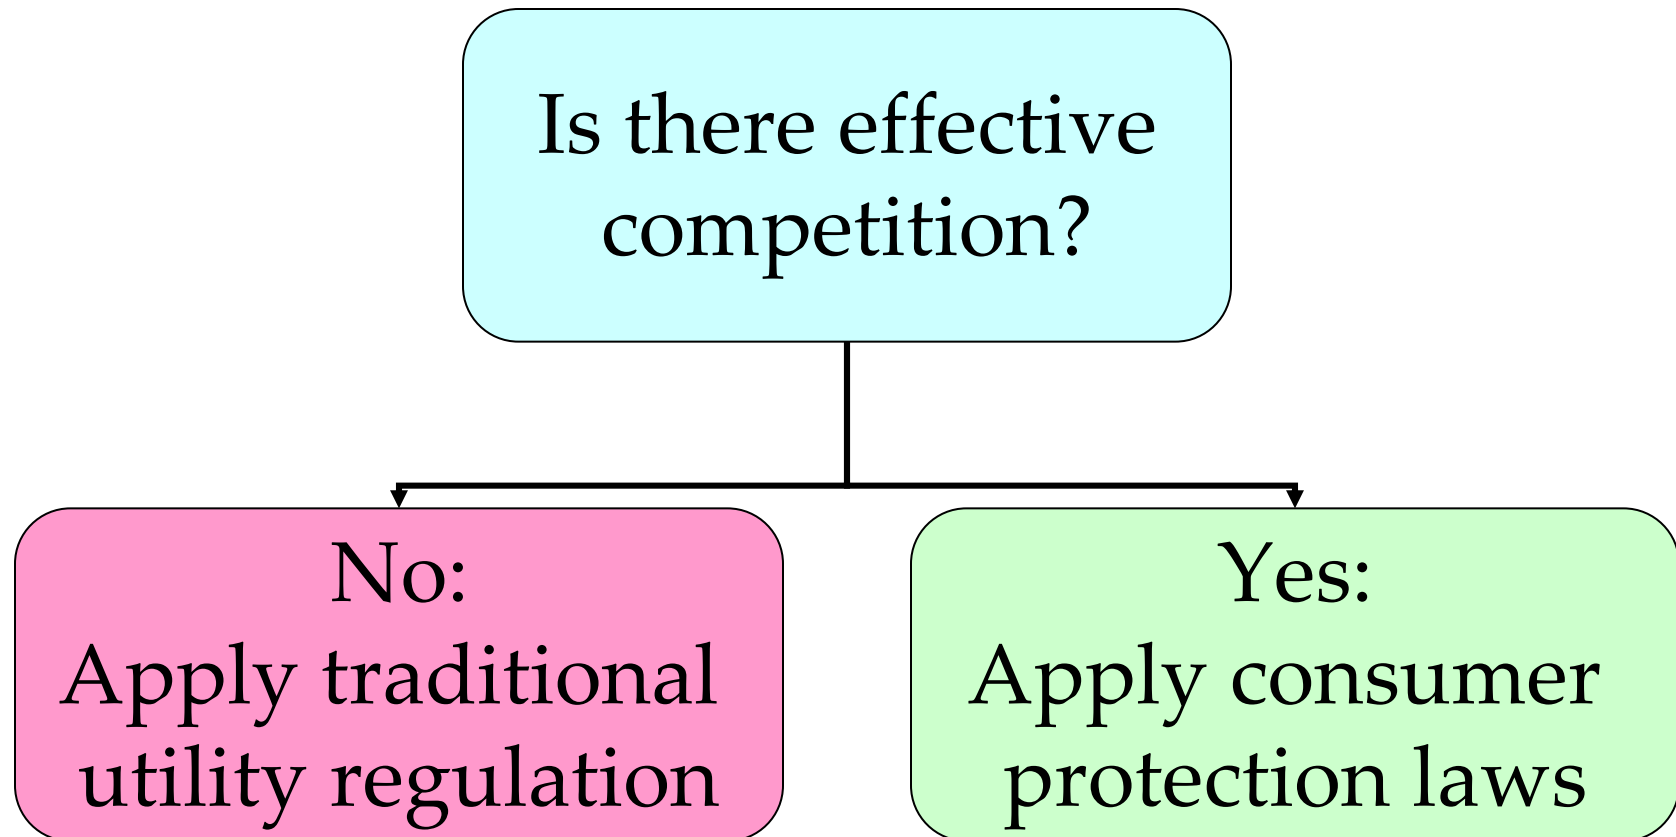 Is there effective
competition?
No:
Apply traditional
utility regulation
Yes:
Apply consumer
protection laws